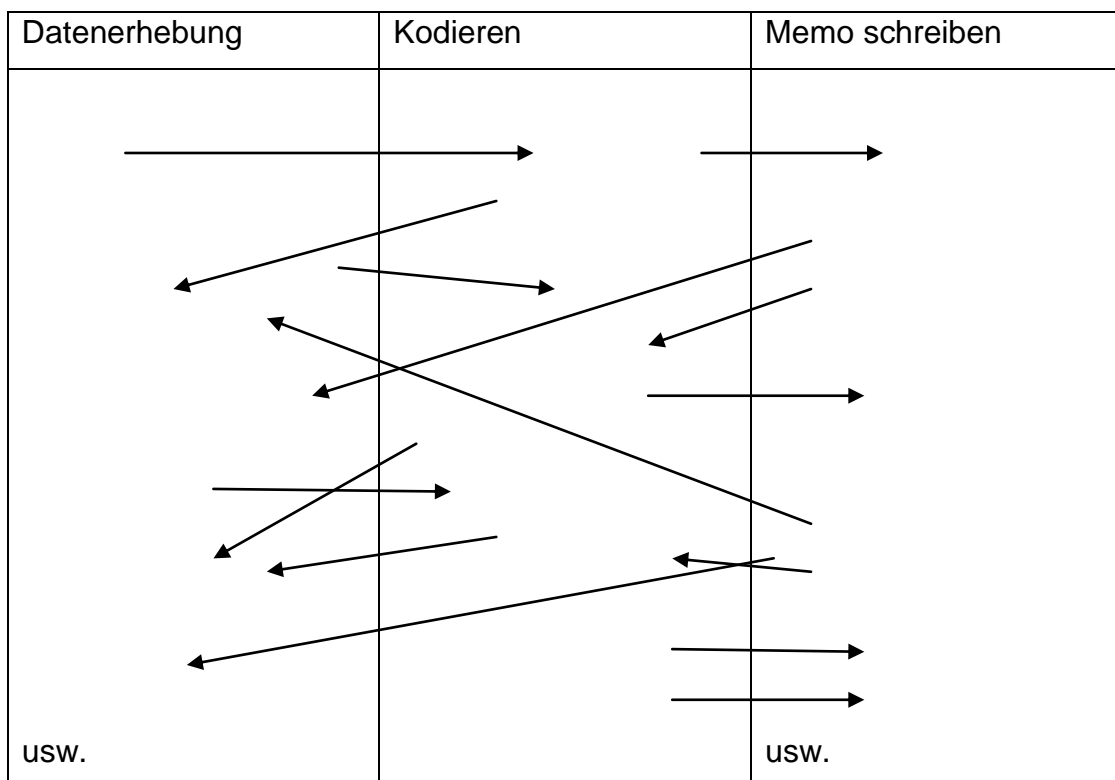 Datenerhebung
Kodieren
Memo schreiben
usw.
usw.